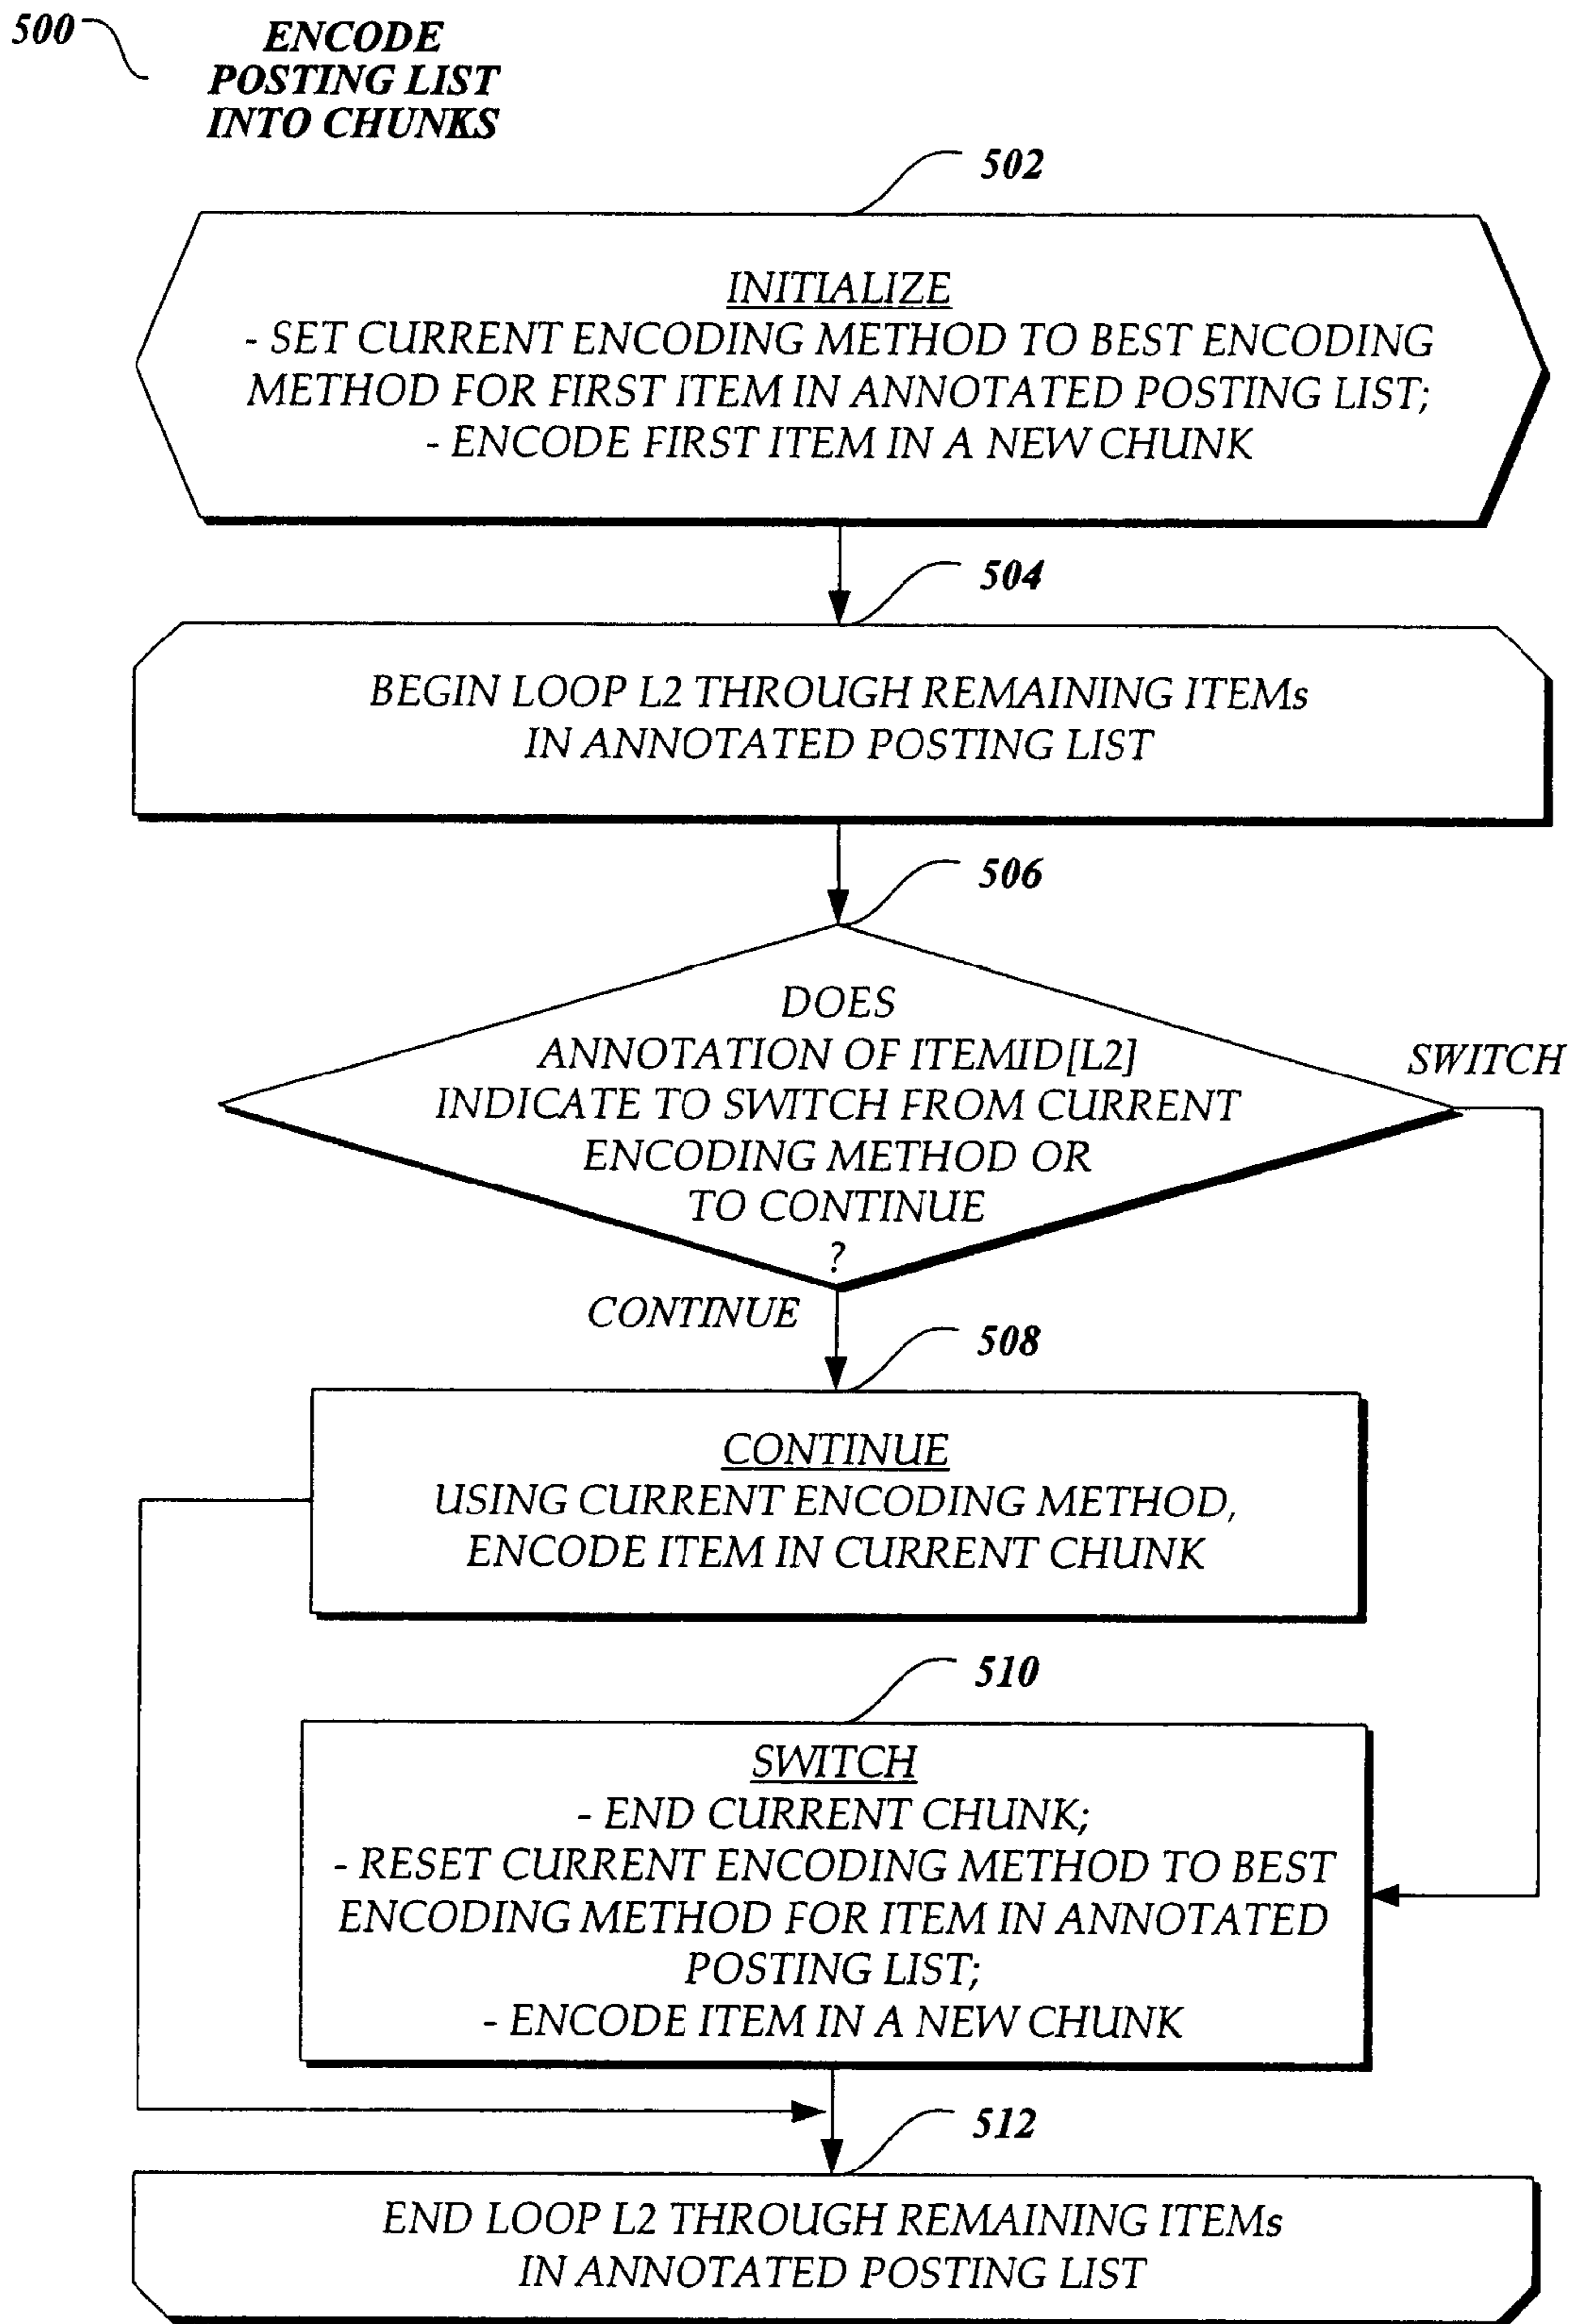 500
ENCODE
POSTING LIST
INTO CHUNKS
502
INITIALIZE
- SET CURRENT ENCODING METHOD TO BEST ENCODING
METHOD FOR FIRST ITEM IN ANNOTATED POSTING LIST;
- ENCODE FIRST ITEM IN A NEW CHUNK
504
BEGIN LOOP L2 THROUGH REMAINING ITEMs
IN ANNOTATED POSTING LIST
506
DOES
ANNOTATION OF ITEMID[L2]
INDICATE TO SWITCH FROM CURRENT
ENCODING METHOD OR
TO CONTINUE
?
SWITCH
CONTINUE
508
CONTINUE
USING CURRENT ENCODING METHOD,
ENCODE ITEM IN CURRENT CHUNK
510
SWITCH
- END CURRENT CHUNK;
- RESET CURRENT ENCODING METHOD TO BEST
ENCODING METHOD FOR ITEM IN ANNOTATED
POSTING LIST;
- ENCODE ITEM IN A NEW CHUNK
512
END LOOP L2 THROUGH REMAINING ITEMs
IN ANNOTATED POSTING LIST